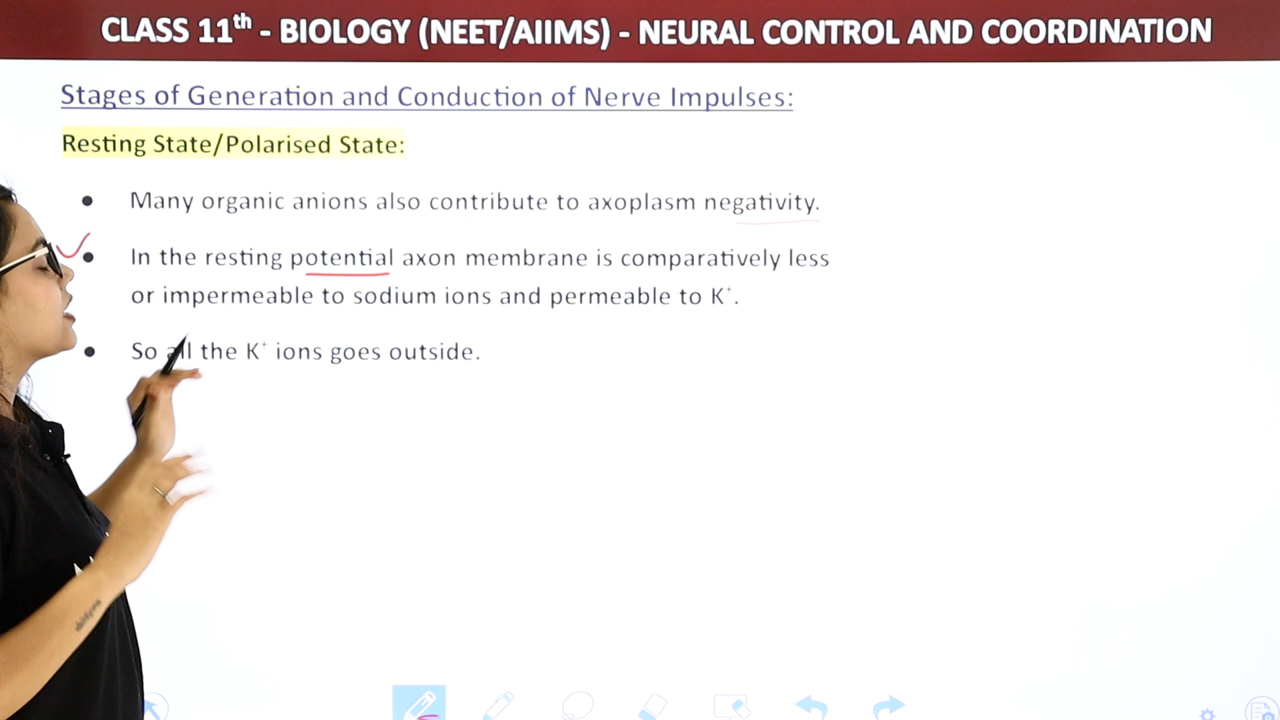 CLASS 11th - BIOLOGY (NEET/AIIMS) - NEURAL CONTROL AND COORDINATION
Stages of Generation and Conduction of Nerve Impulses:
Resting State/Polarised State:
• Many organic anions also contribute to axoplasm negativity.
• In the resting potential axon membrane is comparatively less
or impermeable to sodium ions and permeable to K⁺.
• So all the K⁺ ions goes outside.